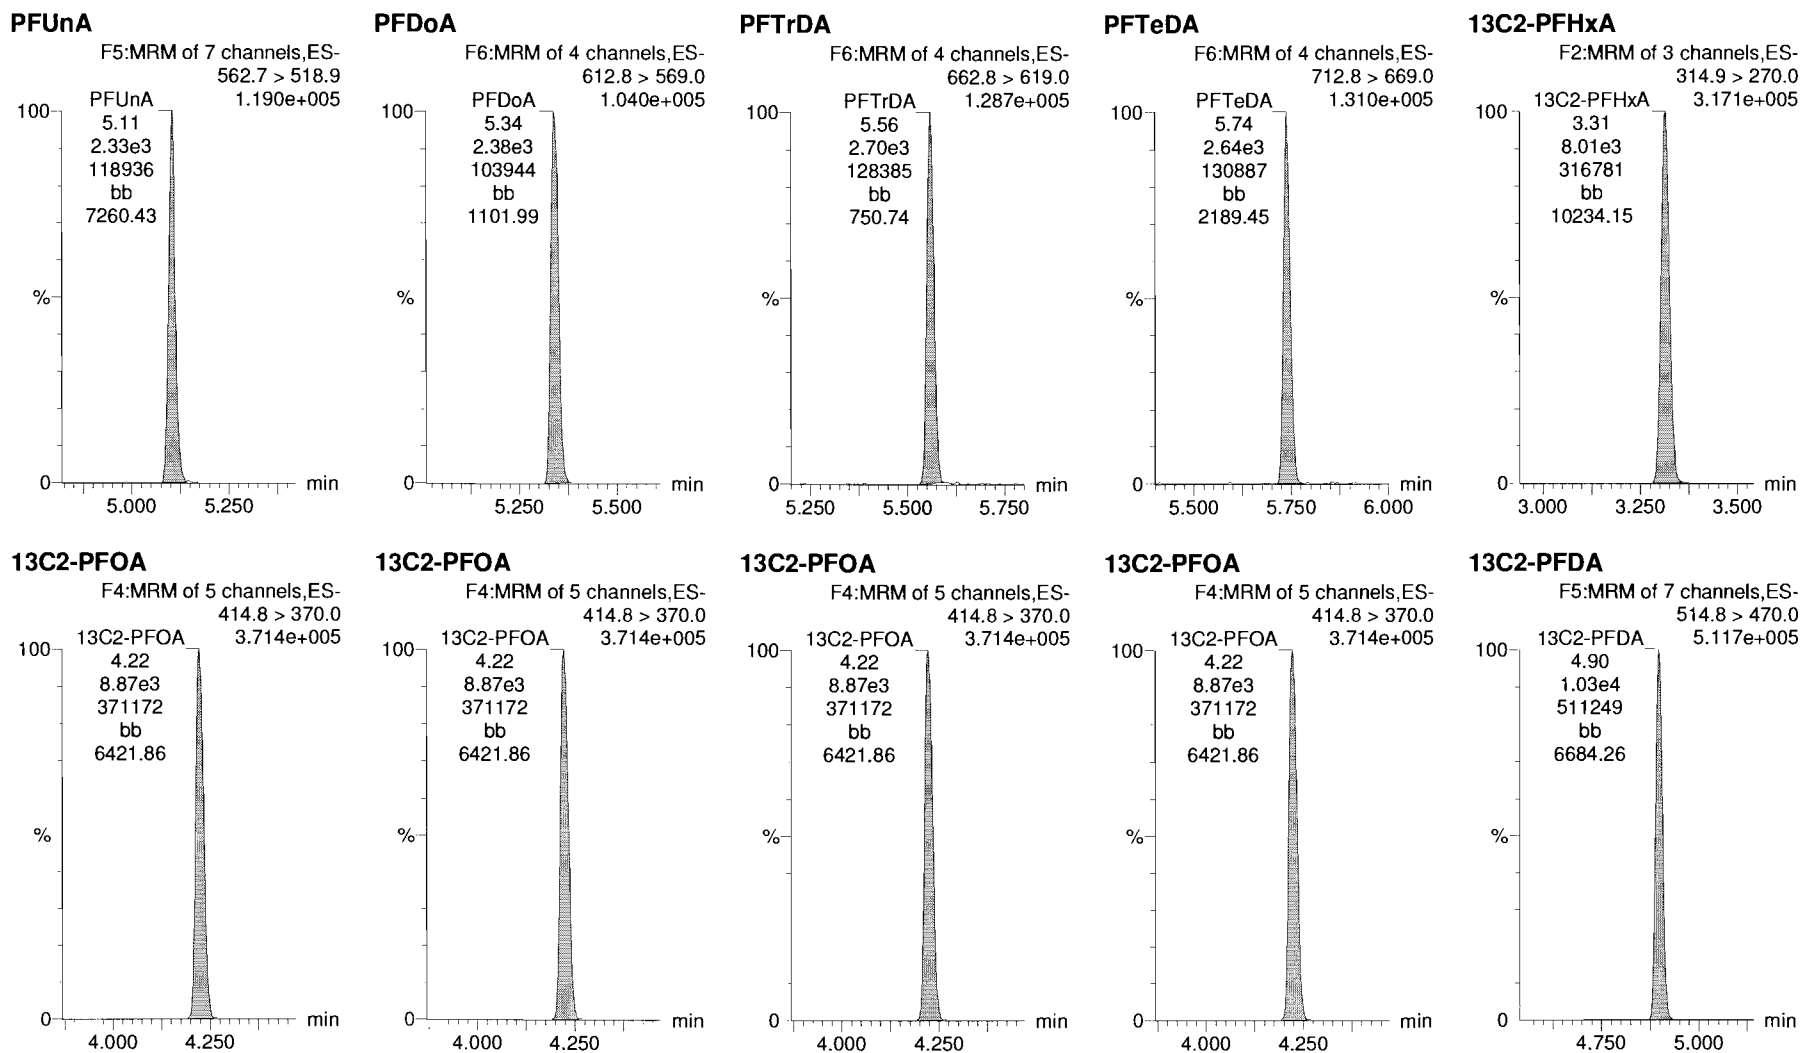 PFUnA
F5:MRM of 7 channels,ES-
562.7 > 518.9
1.190e+005
PFUnA
5.11
2.33e3
118936
bb
7260.43
100
%
0
5.000
5.250
min
PFDoA
F6:MRM of 4 channels,ES-
612.8 > 569.0
1.040e+005
PFDoA
5.34
2.38e3
103944
bb
1101.99
100
%
0
5.250
5.500
min
PFTrDA
F6:MRM of 4 channels,ES-
662.8 > 619.0
1.287e+005
PFTrDA
5.56
2.70e3
128385
bb
750.74
100
%
0
5.250
5.500
5.750
min
PFTeDA
F6:MRM of 4 channels,ES-
712.8 > 669.0
1.310e+005
PFTeDA
5.74
2.64e3
130887
bb
2189.45
100
%
0
5.500
5.750
6.000
min
13C2-PFHxA
F2:MRM of 3 channels,ES-
314.9 > 270.0
3.171e+005
13C2-PFHxA
3.31
8.01e3
316781
bb
10234.15
100
%
0
3.000
3.250
3.500
min
13C2-PFOA
F4:MRM of 5 channels,ES-
414.8 > 370.0
3.714e+005
13C2-PFOA
4.22
8.87e3
371172
bb
6421.86
100
%
0
4.000
4.250
min
13C2-PFOA
F4:MRM of 5 channels,ES-
414.8 > 370.0
3.714e+005
13C2-PFOA
4.22
8.87e3
371172
bb
6421.86
100
%
0
4.000
4.250
min
13C2-PFOA
F4:MRM of 5 channels,ES-
414.8 > 370.0
3.714e+005
13C2-PFOA
4.22
8.87e3
371172
bb
6421.86
100
%
0
4.000
4.250
min
13C2-PFOA
F4:MRM of 5 channels,ES-
414.8 > 370.0
3.714e+005
13C2-PFOA
4.22
8.87e3
371172
bb
6421.86
100
%
0
4.000
4.250
min
13C2-PFDA
F5:MRM of 7 channels,ES-
514.8 > 470.0
5.117e+005
13C2-PFDA
4.90
1.03e4
511249
bb
6684.26
100
%
0
4.750
5.000
min